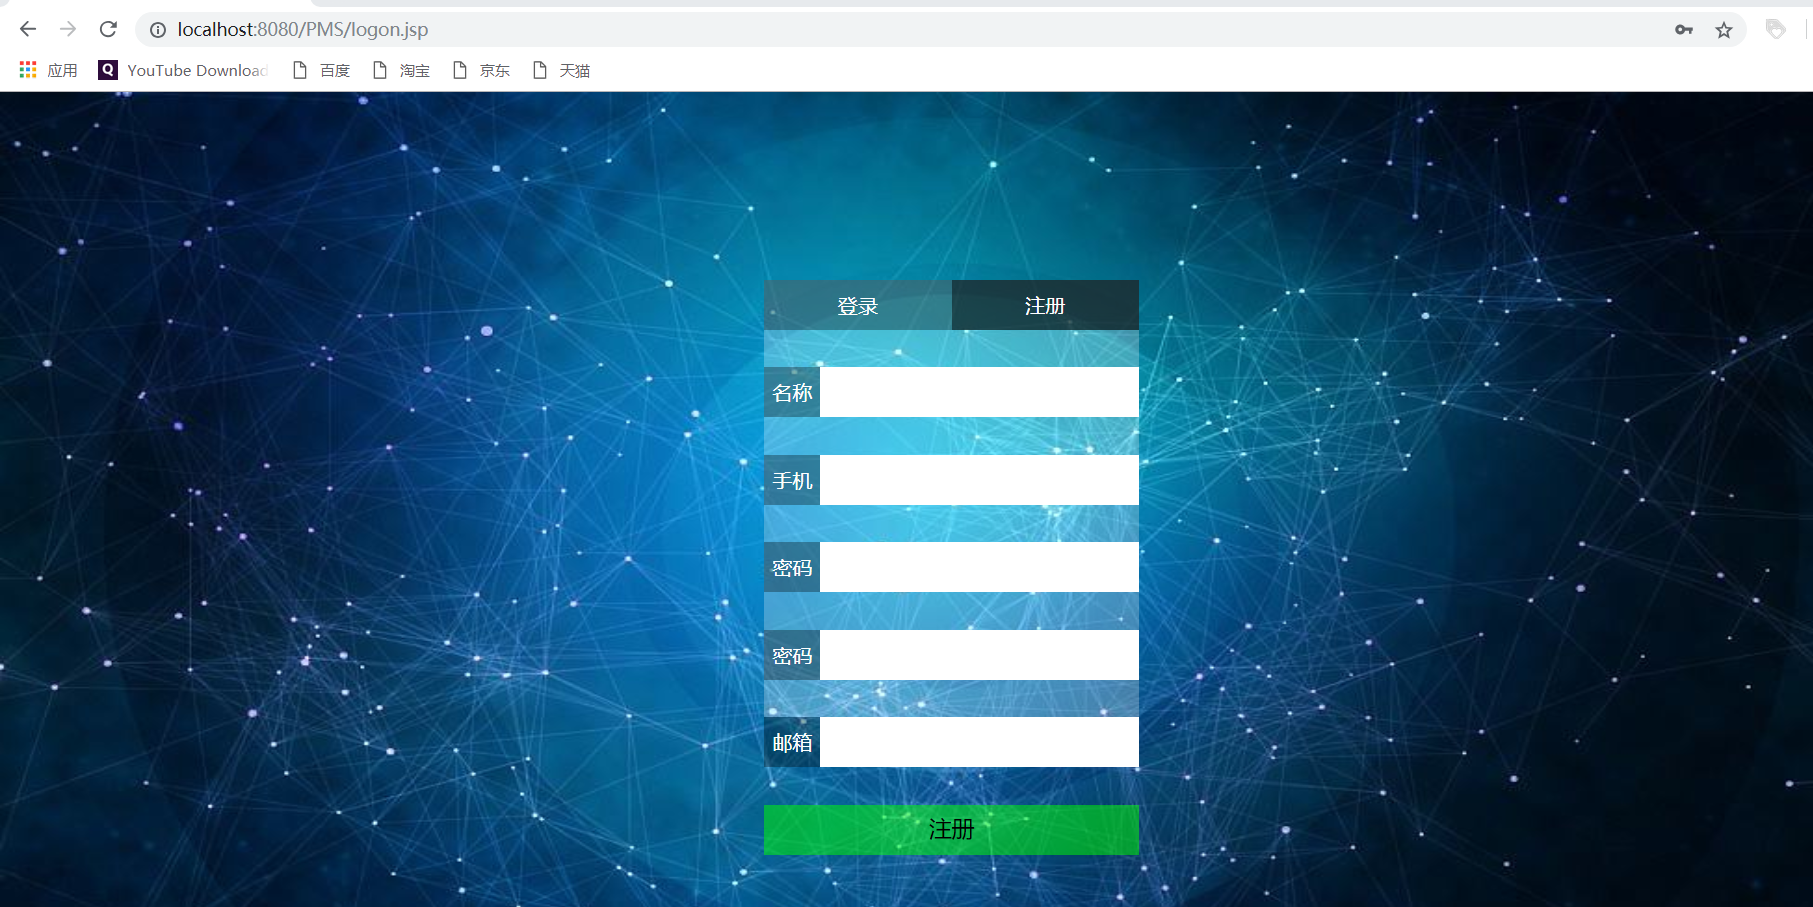 localhost:8080/PMS/logon.jsp
应用 Q YouTube Download 百度 淘宝 京东 天猫
登录 注册
名称
手机
密码
密码
邮箱
注册